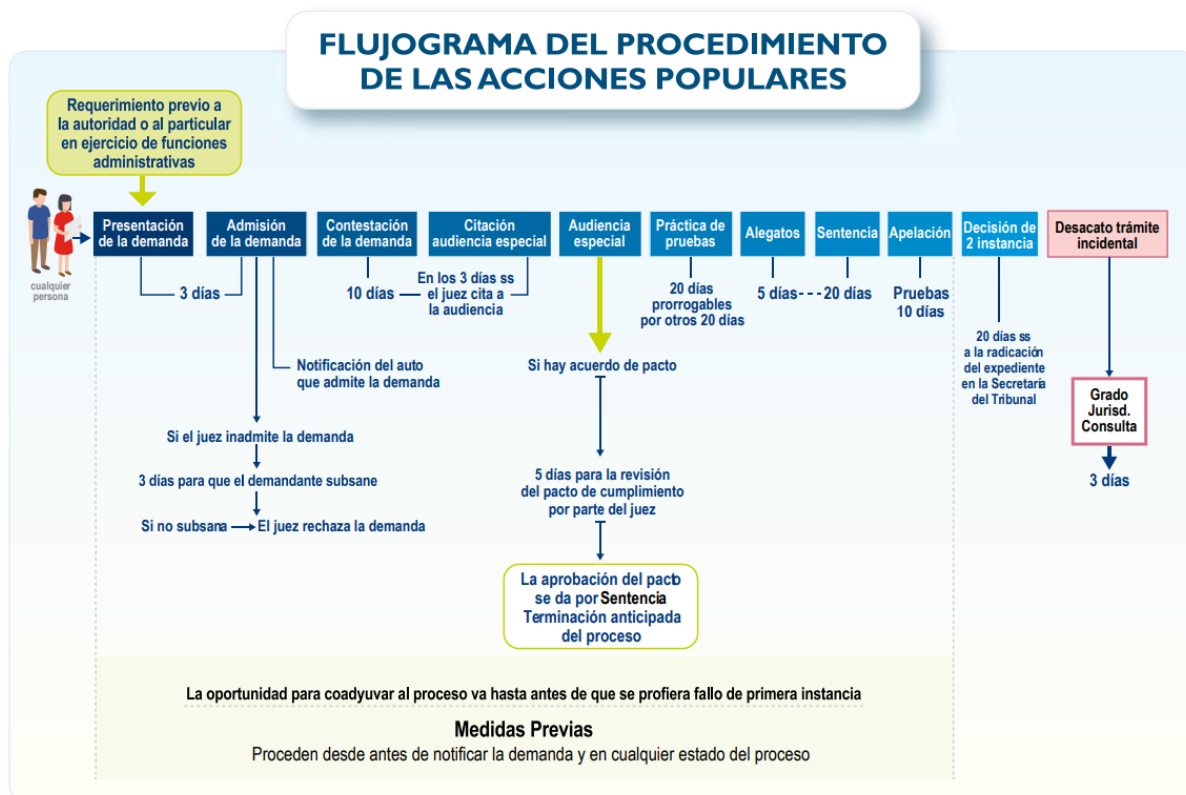 FLUJOGRAMA DEL PROCEDIMIENTO
DE LAS ACCIONES POPULARES
Requerimiento previo a
la autoridad o al particular
en ejercicio de funciones
administrativas
cualquier
persona
Presentación
de la demanda
Admisión
de la demanda
Contestación
de la demanda
Citación
audiencia especial
Audiencia
especial
Práctica de
pruebas
Alegatos
Sentencia
Apelación
Decisión de
2 instancia
Desacato trámite
incidental
3 días
10 días
En los 3 días ss
el juez cita a
la audiencia
20 días
prorrogables
por otros 20 días
5 días
20 días
Pruebas
10 días
20 días ss
a la radicación
del expediente
en la Secretaría
del Tribunal
Grado
Jurisd.
Consulta
3 días
Notificación del auto
que admite la demanda
Si el juez inadmite la demanda
3 días para que el demandante subsane
Si no subsana
El juez rechaza la demanda
Si hay acuerdo de pacto
5 días para la revisión
del pacto de cumplimiento
por parte del juez
La aprobación del pacto
se da por Sentencia
Terminación anticipada
del proceso
La oportunidad para coadyuvar al proceso va hasta antes de que se profiera fallo de primera instancia
Medidas Previas
Proceden desde antes de notificar la demanda y en cualquier estado del proceso